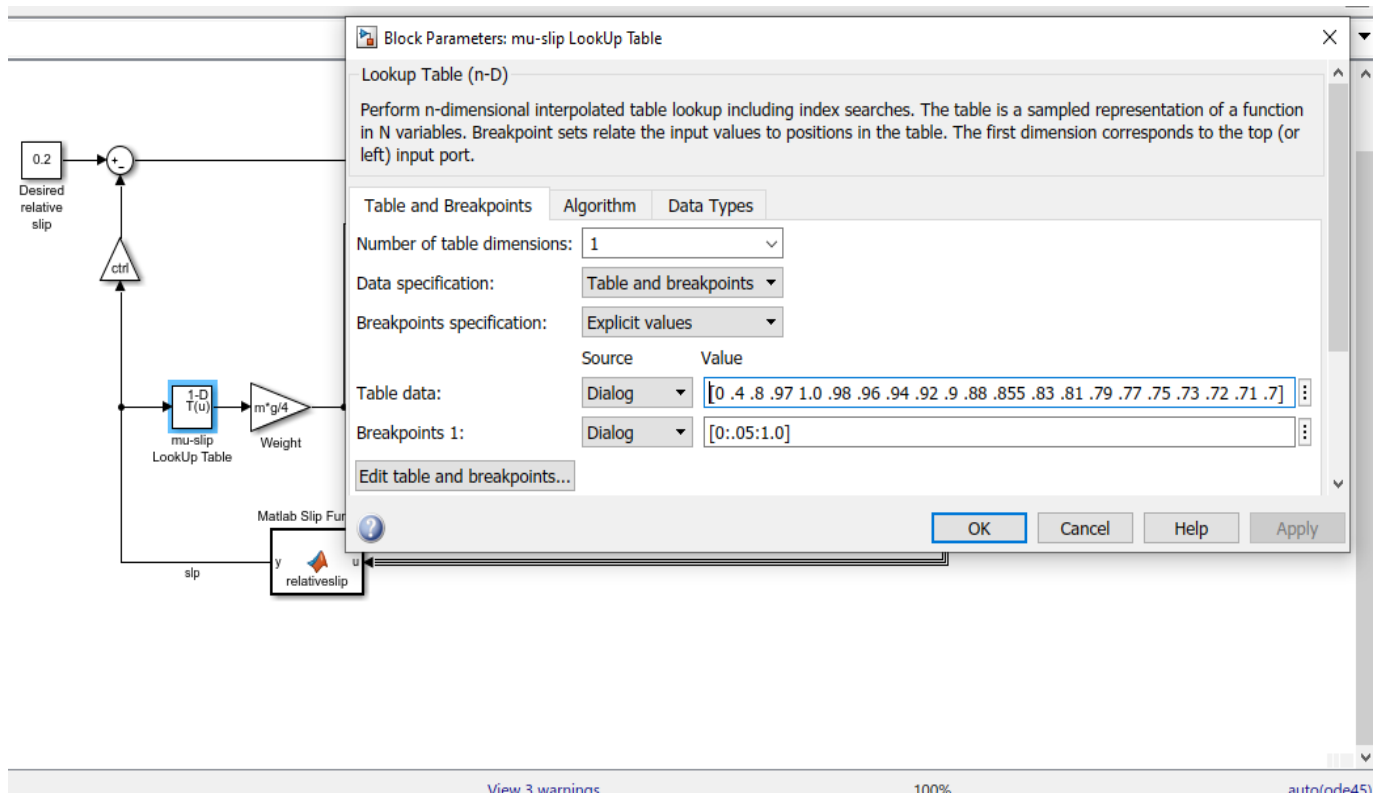 Block Parameters: mu-slip LookUp Table
Lookup Table (n-D)
Perform n-dimensional interpolated table lookup including index searches. The table is a sampled representation of a function
in N variables. Breakpoint sets relate the input values to positions in the table. The first dimension corresponds to the top (or
left) input port.
Table and Breakpoints Algorithm Data Types
Number of table dimensions: 1
Data specification: Table and breakpoints
Breakpoints specification: Explicit values
Source Value
Table data: Dialog [0 .4 .8 .97 1.0 .98 .96 .94 .92 .9 .88 .855 .83 .81 .79 .77 .75 .73 .72 .71 .7]
Breakpoints 1: Dialog [0:.05:1.0]
Edit table and breakpoints...
OK Cancel Help Apply
0.2
Desired
relative
slip
ctrl
1-D
T(u)
mu-slip
LookUp Table
m*g/4
Weight
Matlab Slip Fur
y u
relativeslip
slp
View 3 warnings 100% auto(ode45)